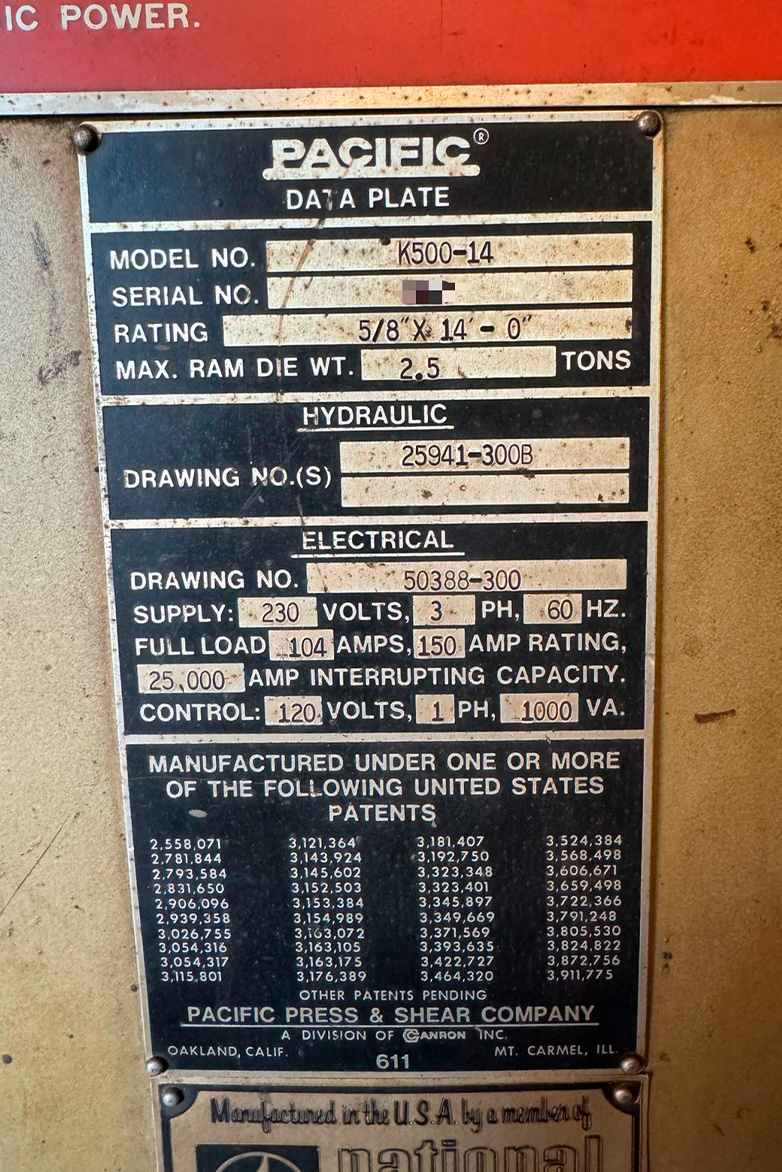 IC POWER.
PACIFIC®
DATA PLATE
MODEL NO. K500-14
SERIAL NO.
RATING 5/8" X 14' - 0"
MAX. RAM DIE WT. 2.5 TONS
HYDRAULIC
25941-300B
DRAWING NO.(S)
ELECTRICAL
DRAWING NO. 50388-300
SUPPLY: 230 VOLTS, 3 PH, 60 HZ.
FULL LOAD 104 AMPS, 150 AMP RATING,
25,000 AMP INTERRUPTING CAPACITY.
CONTROL: 120 VOLTS, 1 PH, 1000 VA.
MANUFACTURED UNDER ONE OR MORE
OF THE FOLLOWING UNITED STATES
PATENTS
2,558,071 3,121,364 3,181,407 3,524,384
2,781,844 3,143,924 3,192,750 3,568,498
2,793,584 3,145,602 3,323,348 3,606,671
2,831,650 3,152,503 3,323,401 3,659,498
2,906,096 3,153,384 3,345,897 3,722,366
2,939,358 3,154,989 3,349,669 3,791,248
3,026,755 3,163,072 3,371,569 3,805,530
3,054,316 3,163,105 3,393,635 3,824,822
3,054,317 3,163,175 3,422,727 3,872,756
3,115,801 3,176,389 3,464,320 3,911,775
OTHER PATENTS PENDING
PACIFIC PRESS & SHEAR COMPANY
A DIVISION OF CANRON INC.
OAKLAND, CALIF. MT. CARMEL, ILL.
611
Manufactured in the U.S.A. by a member of
national